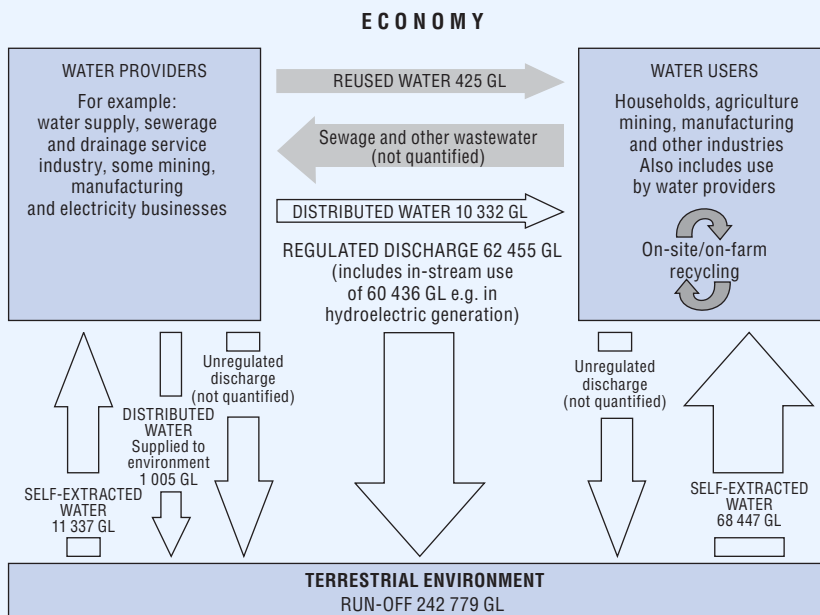 ECONOMY
WATER PROVIDERS
For example:
water supply, sewerage
and drainage service
industry, some mining,
manufacturing
and electricity businesses
REUSED WATER 425 GL
Sewage and other wastewater
(not quantified)
DISTRIBUTED WATER 10 332 GL
REGULATED DISCHARGE 62 455 GL
(includes in-stream use
of 60 436 GL e.g. in
hydroelectric generation)
WATER USERS
Households, agriculture
mining, manufacturing
and other industries
Also includes use
by water providers
On-site/on-farm
recycling
SELF-EXTRACTED
WATER
11 337 GL
DISTRIBUTED
WATER
Supplied to
environment
1 005 GL
Unregulated
discharge
(not quantified)
Unregulated
discharge
(not quantified)
SELF-EXTRACTED
WATER
68 447 GL
TERRESTRIAL ENVIRONMENT
RUN-OFF 242 779 GL